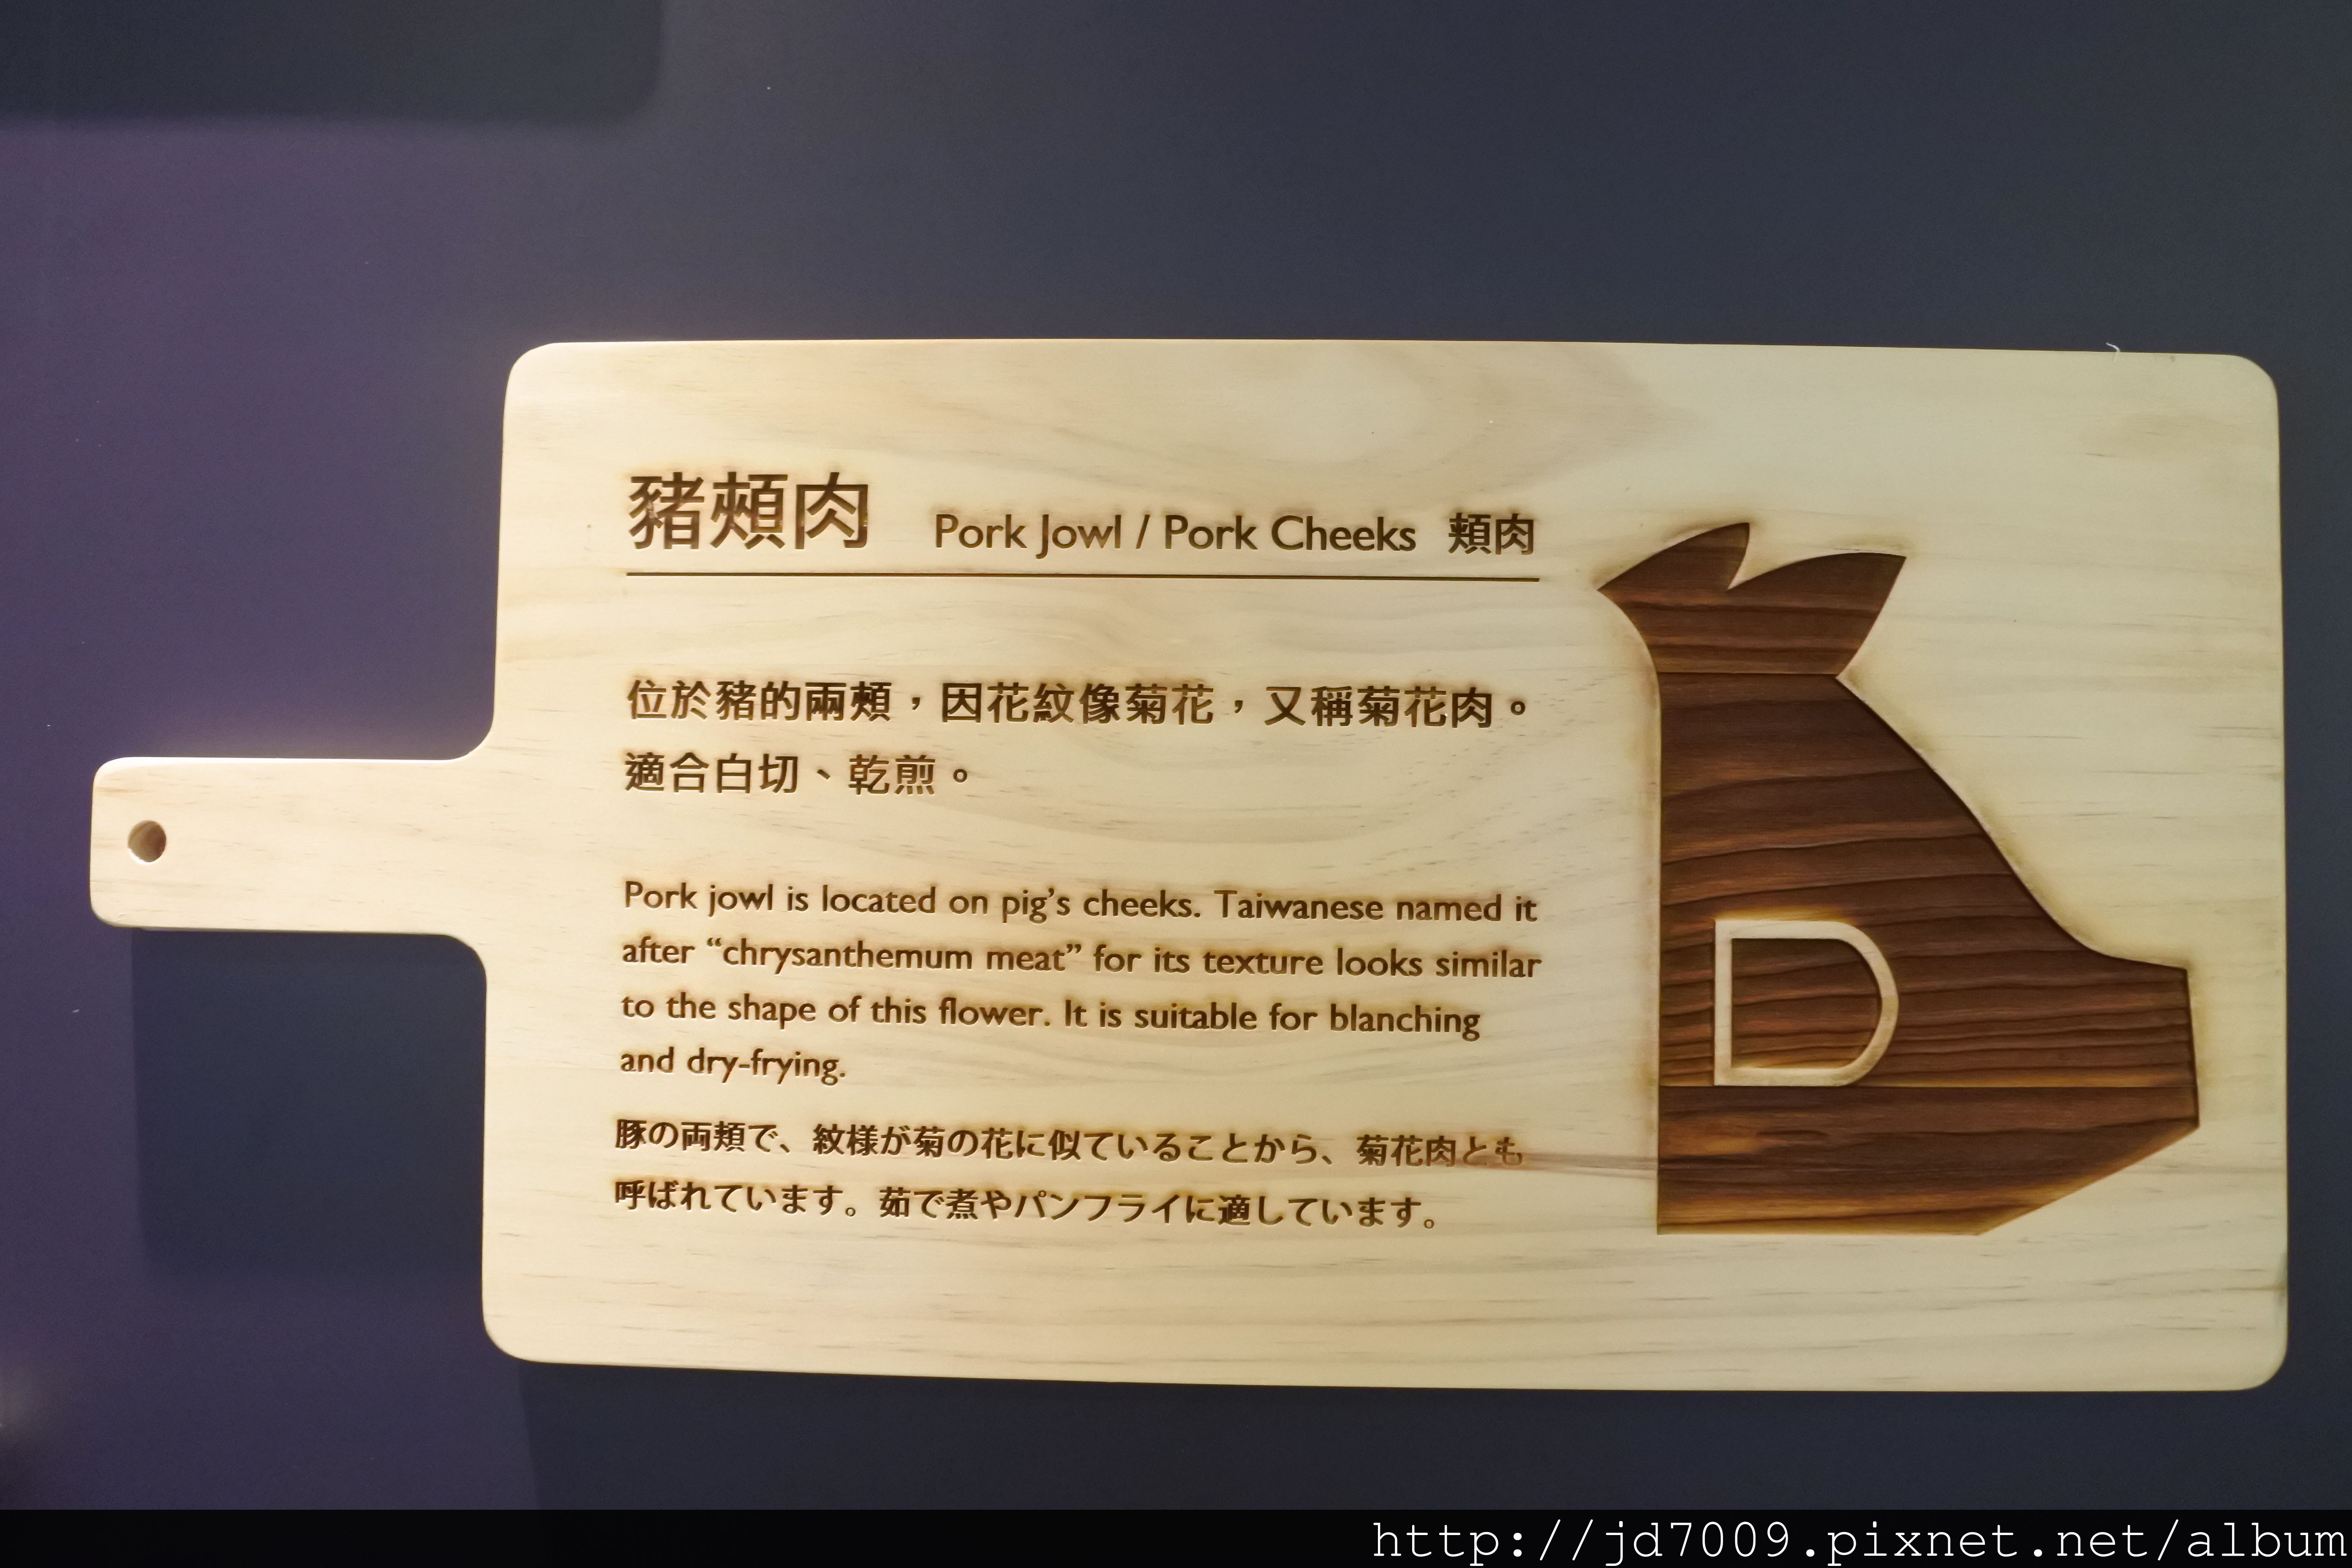 豬頰肉 Pork Jowl / Pork Cheeks 頬肉
位於豬的兩頰，因花紋像菊花，又稱菊花肉。
適合白切、乾煎。
Pork jowl is located on pig’s cheeks. Taiwanese named it
after “chrysanthemum meat” for its texture looks similar
to the shape of this flower. It is suitable for blanching
and dry-frying.
豚の両頬で、紋様が菊の花に似ていることから、菊花肉とも
呼ばれています。茹で煮やパンフライに適しています。
D
http://jd7009.pixnet.net/album